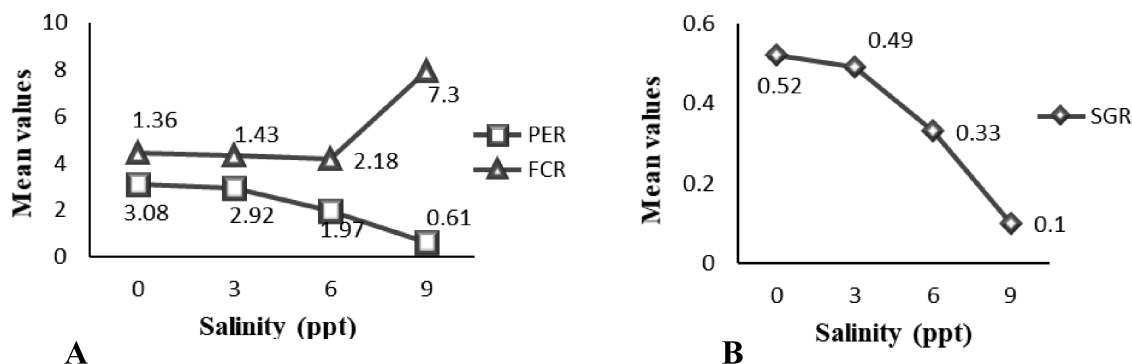 10
8
6
4
2
0
Mean values
1.36
1.43
2.18
7.3
3.08
2.92
1.97
0.61
PER
FCR
0 3 6 9
Salinity (ppt)
A
0.6
0.4
0.2
0
Mean values
0.52
0.49
0.33
0.1
SGR
0 3 6 9
Salinity (ppt)
B